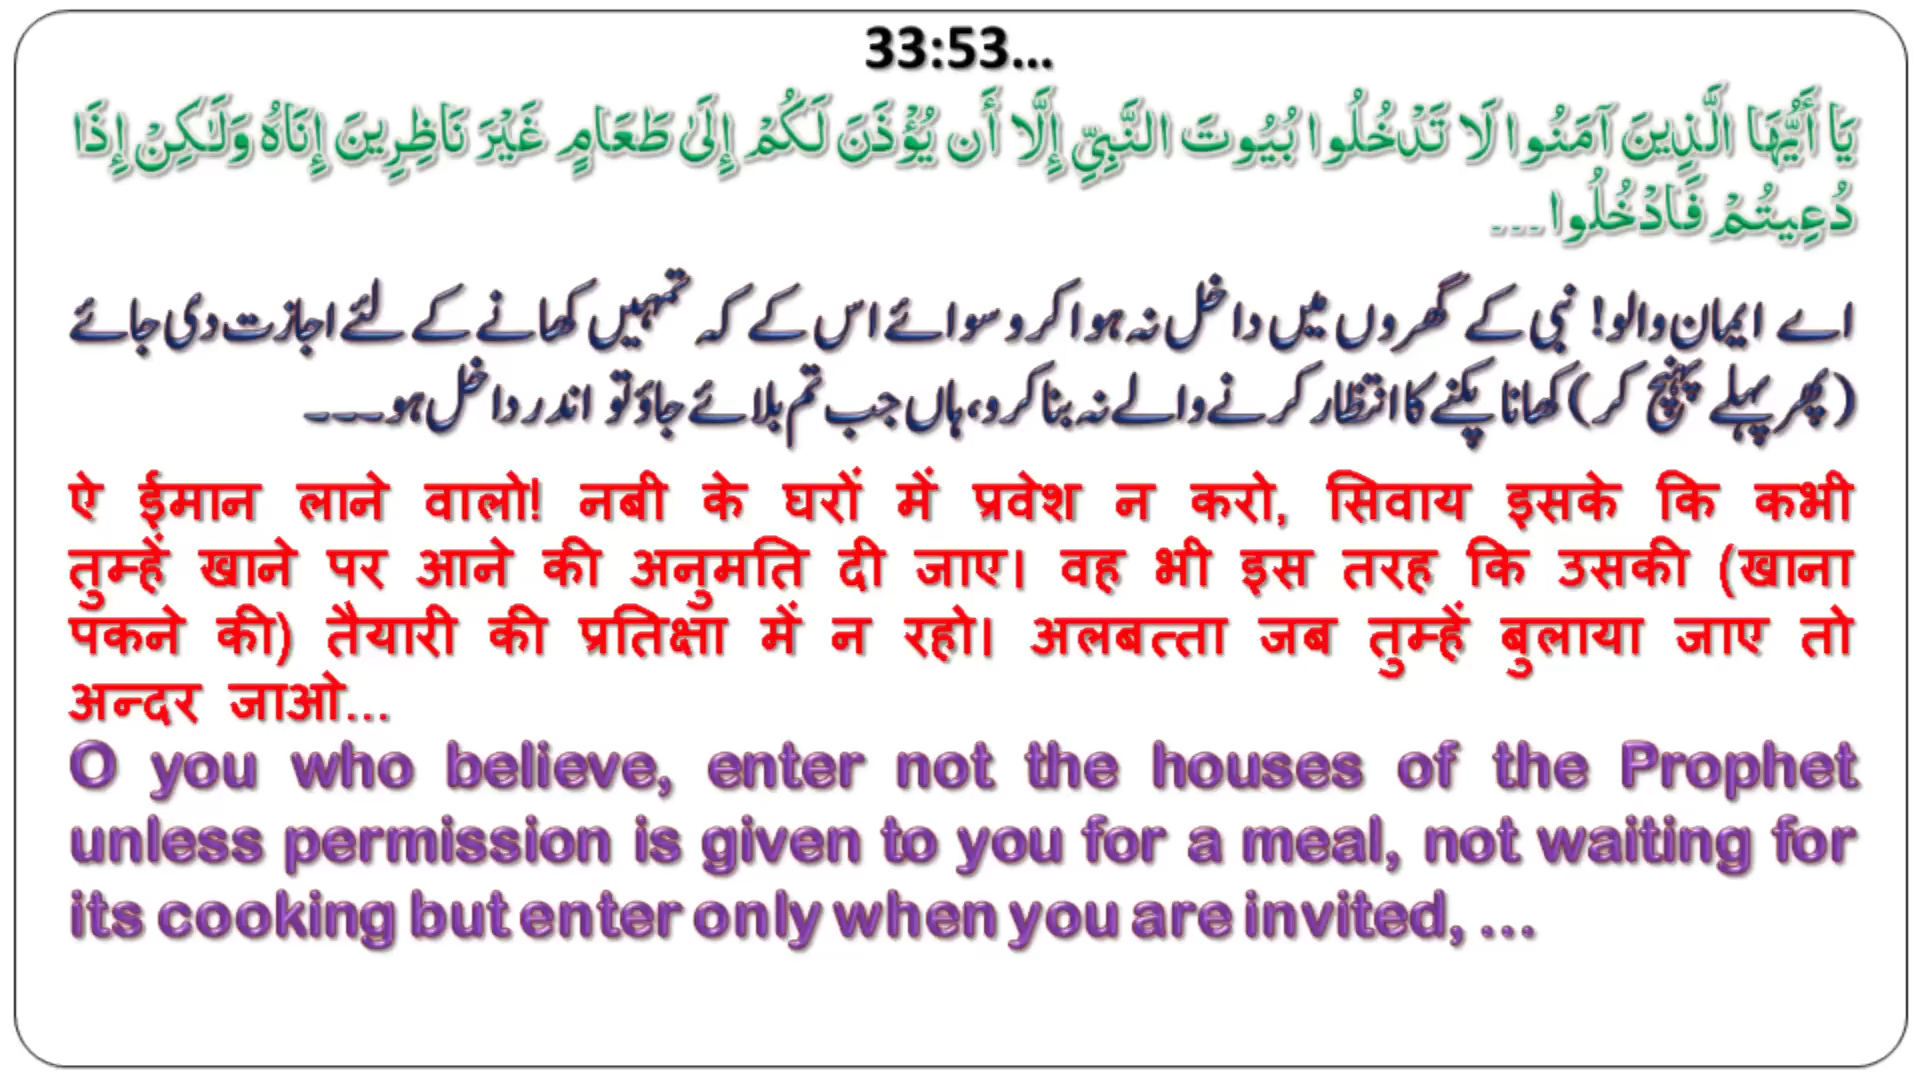 33:53...
يَا أَيُّهَا الَّذِينَ آمَنُوا لَا تَدْخُلُوا بُيُوتَ النَّبِيِّ إِلَّا أَن يُؤْذَنَ لَكُمْ إِلَىٰ طَعَامٍ غَيْرَ نَاظِرِينَ إِنَاهُ وَلَٰكِنْ إِذَا
دُعِيتُمْ فَادْخُلُوا---
اے ایمان والو! نبی کے گھروں میں داخل نہ ہوا کرو سوائے اس کے کہ تمہیں کھانے کے لئے اجازت دی جائے
(پھر پہلے پہنچ کر) کھانا پکنے کا انتظار کرنے والے نہ بنا کرو، ہاں جب تم بلائے جاؤ تو اندر داخل ہو---
ऐ ईमान लाने वालो! नबी के घरों में प्रवेश न करो, सिवाय इसके कि कभी
तुम्हें खाने पर आने की अनुमति दी जाए। वह भी इस तरह कि उसकी (खाना
पकने की) तैयारी की प्रतिक्षा में न रहो। अलबत्ता जब तुम्हें बुलाया जाए तो
अन्दर जाओ...
O you who believe, enter not the houses of the Prophet
unless permission is given to you for a meal, not waiting for
its cooking but enter only when you are invited, ...